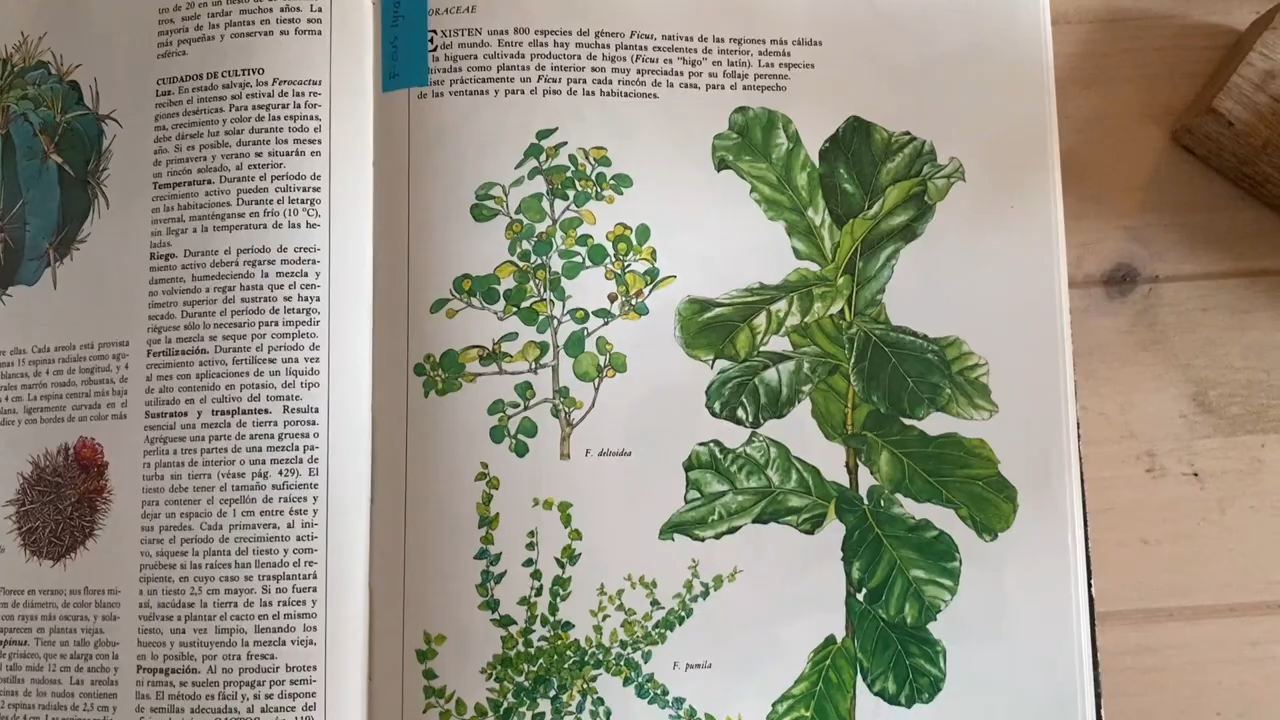 tro de 20 en un tiesto de
tros, suele tardar muchos años. La
mayoría de las plantas en tiesto son
más pequeñas y conservan su forma
esférica.
CUIDADOS DE CULTIVO
Luz. En estado salvaje, los Ferocactus
reciben el intenso sol estival de las re-
giones desérticas. Para asegurar la for-
ma, crecimiento y color de las espinas,
debe dársele luz solar durante todo el
año. Si es posible, durante los meses
de primavera y verano se situarán en
un rincón soleado, al exterior.
Temperatura. Durante el período de
crecimiento activo pueden cultivarse
en las habitaciones. Durante el letargo
invernal, manténganse en frío (10 °C),
sin llegar a la temperatura de las he-
ladas.
Riego. Durante el período de creci-
miento activo deberá regarse modera-
damente, humedeciendo la mezcla y
no volviendo a regar hasta que el cen-
tímetro superior del sustrato se haya
secado. Durante el período de letargo,
riéguese sólo lo necesario para impedir
que la mezcla se seque por completo.
Fertilización. Durante el período de
crecimiento activo, fertilícese una vez
al mes con aplicaciones de un líquido
de alto contenido en potasio, del tipo
utilizado en el cultivo del tomate.
Sustratos y trasplantes. Resulta
esencial una mezcla de tierra porosa.
Agréguese una parte de arena gruesa o
perlita a tres partes de una mezcla pa-
ra plantas de interior o una mezcla de
turba sin tierra (véase pág. 429). El
tiesto debe tener el tamaño suficiente
para contener el cepellón de raíces y
dejar un espacio de 1 cm entre éste y
sus paredes. Cada primavera, al ini-
ciarse el período de crecimiento acti-
vo, sáquese la planta del tiesto y com-
pruébese si las raíces han llenado el re-
cipiente, en cuyo caso se trasplantará
a un tiesto 2,5 cm mayor. Si no fuera
así, sacúdase la tierra de las raíces y
vuélvase a plantar el cacto en el mismo
tiesto, una vez limpio, llenando los
huecos y sustituyendo la mezcla vieja,
en lo posible, por otra fresca.
Propagación. Al no producir brotes
ni ramas, se suelen propagar por semi-
llas. El método es fácil y, si se dispone
de semillas adecuadas, al alcance del
re ellas. Cada areola está provista
unas 15 espinas radiales como agu-
blancas, de 4 cm de longitud, y 4
rales marrón rosado, robustas, de
4 cm. La espina central más baja
plana, ligeramente curvada en el
dice y con bordes de un color más
Florece en verano; sus flores mi-
cm de diámetro, de color blanco
con rayas más oscuras, y sola-
aparecen en plantas viejas.
spinus. Tiene un tallo globu-
le grisáceo, que se alarga con la
l tallo mide 12 cm de ancho y
ostillas nudosas. Las areolas
cinas de los nudos contienen
2 espinas radiales de 2,5 cm y
Ficus lyra
ORACEAE
EXISTEN unas 800 especies del género Ficus, nativas de las regiones más cálidas
del mundo. Entre ellas hay muchas plantas excelentes de interior, además
la higuera cultivada productora de higos (Ficus es "higo" en latín). Las especies
ltivadas como plantas de interior son muy apreciadas por su follaje perenne.
iste prácticamente un Ficus para cada rincón de la casa, para el antepecho
de las ventanas y para el piso de las habitaciones.
F. deltoidea
F. pumila